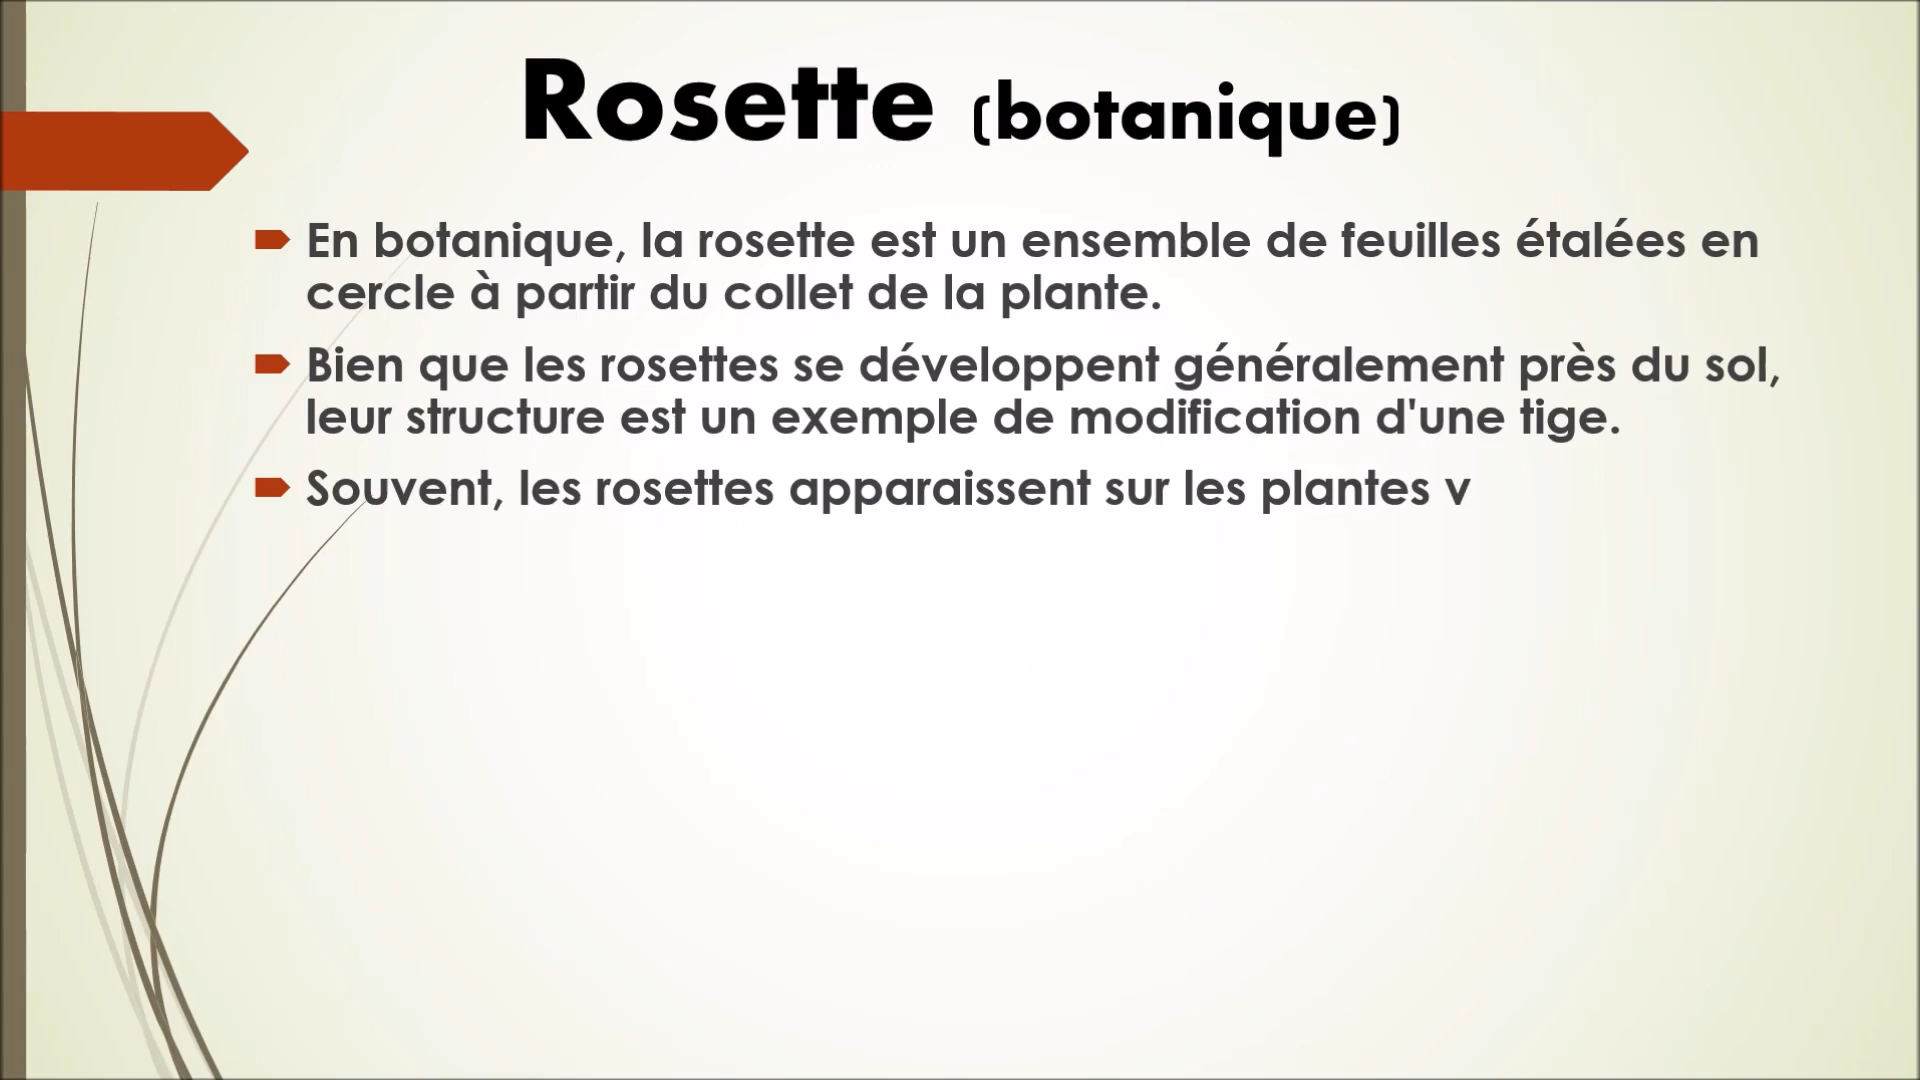 Rosette (botanique)
En botanique, la rosette est un ensemble de feuilles étalées en
cercle à partir du collet de la plante.
Bien que les rosettes se développent généralement près du sol,
leur structure est un exemple de modification d'une tige.
Souvent, les rosettes apparaissent sur les plantes v